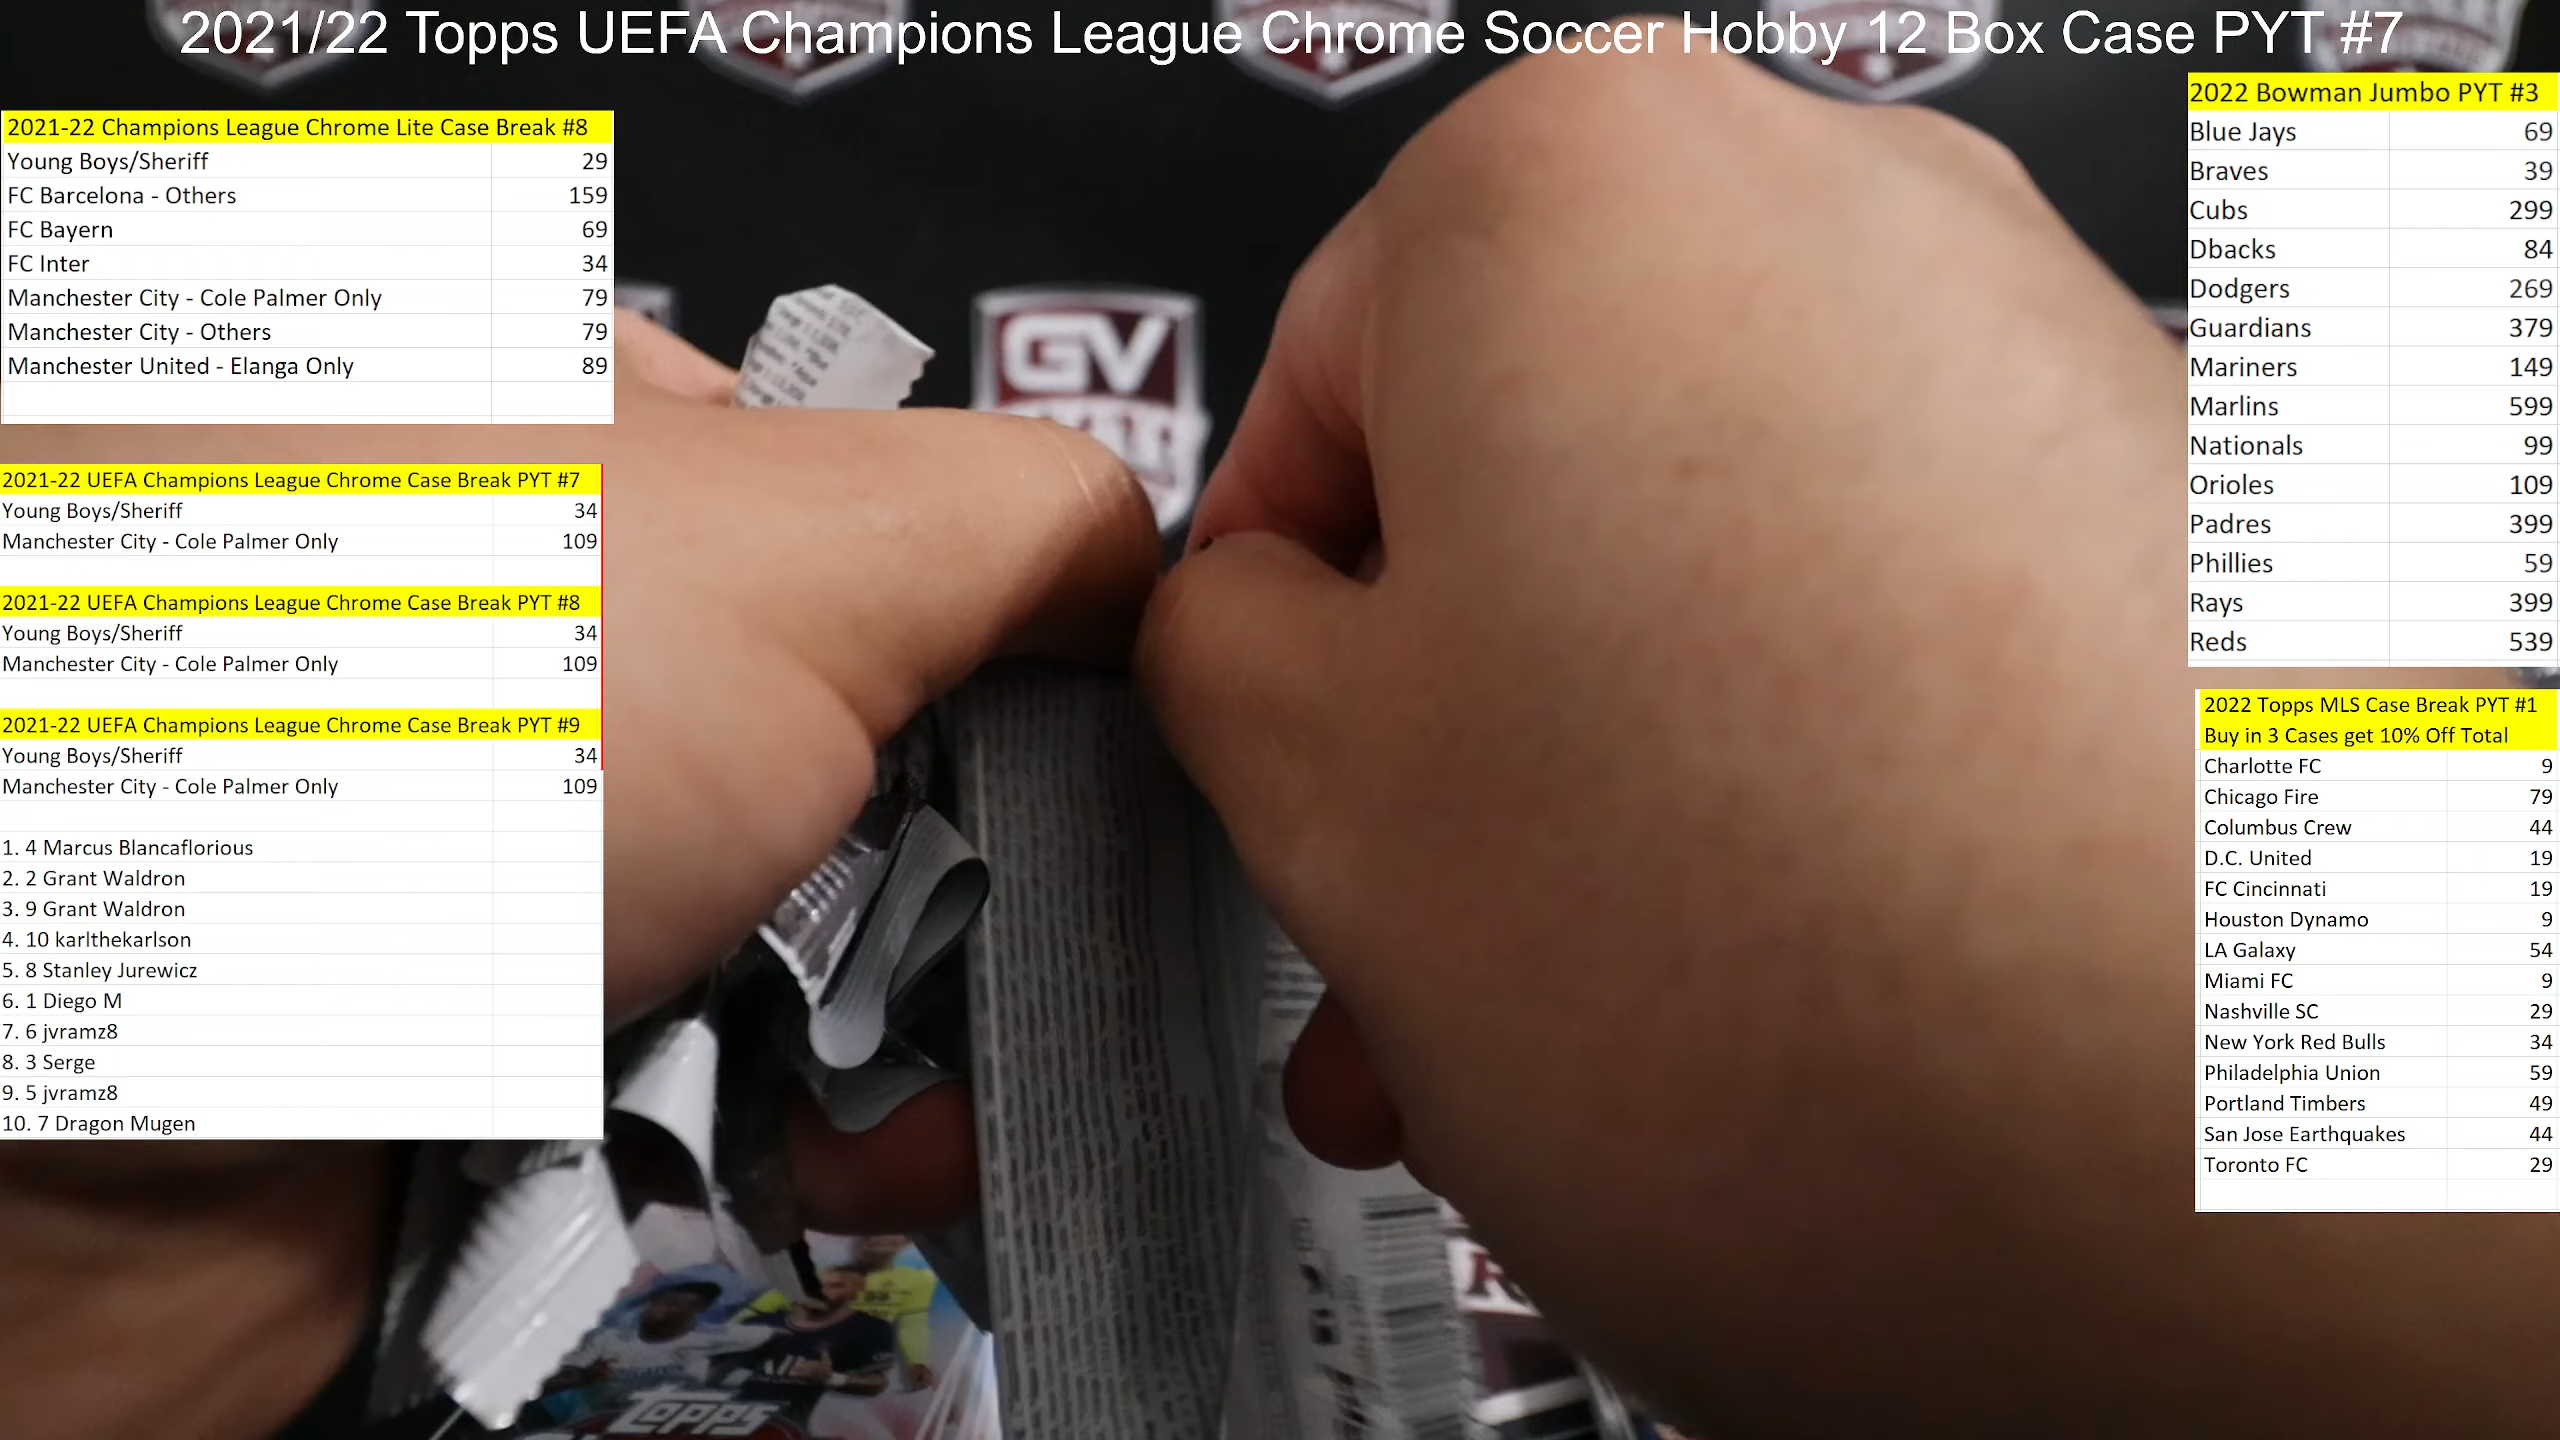 2021/22 Topps UEFA Champions League Chrome Soccer Hobby 12 Box Case PYT #7
2021-22 Champions League Chrome Lite Case Break #8
Young Boys/Sheriff 29
FC Barcelona - Others 159
FC Bayern 69
FC Inter 34
Manchester City - Cole Palmer Only 79
Manchester City - Others 79
Manchester United - Elanga Only 89
2021-22 UEFA Champions League Chrome Case Break PYT #7
Young Boys/Sheriff 34
Manchester City - Cole Palmer Only 109
2021-22 UEFA Champions League Chrome Case Break PYT #8
Young Boys/Sheriff 34
Manchester City - Cole Palmer Only 109
2021-22 UEFA Champions League Chrome Case Break PYT #9
Young Boys/Sheriff 34
Manchester City - Cole Palmer Only 109
1. 4 Marcus Blancaflorious
2. 2 Grant Waldron
3. 9 Grant Waldron
4. 10 karlthekarlson
5. 8 Stanley Jurewicz
6. 1 Diego M
7. 6 jvramz8
8. 3 Serge
9. 5 jvramz8
10. 7 Dragon Mugen
GV
Topps
2022 Bowman Jumbo PYT #3
Blue Jays 69
Braves 39
Cubs 299
Dbacks 84
Dodgers 269
Guardians 379
Mariners 149
Marlins 599
Nationals 99
Orioles 109
Padres 399
Phillies 59
Rays 399
Reds 539
2022 Topps MLS Case Break PYT #1
Buy in 3 Cases get 10% Off Total
Charlotte FC 9
Chicago Fire 79
Columbus Crew 44
D.C. United 19
FC Cincinnati 19
Houston Dynamo 9
LA Galaxy 54
Miami FC 9
Nashville SC 29
New York Red Bulls 34
Philadelphia Union 59
Portland Timbers 49
San Jose Earthquakes 44
Toronto FC 29